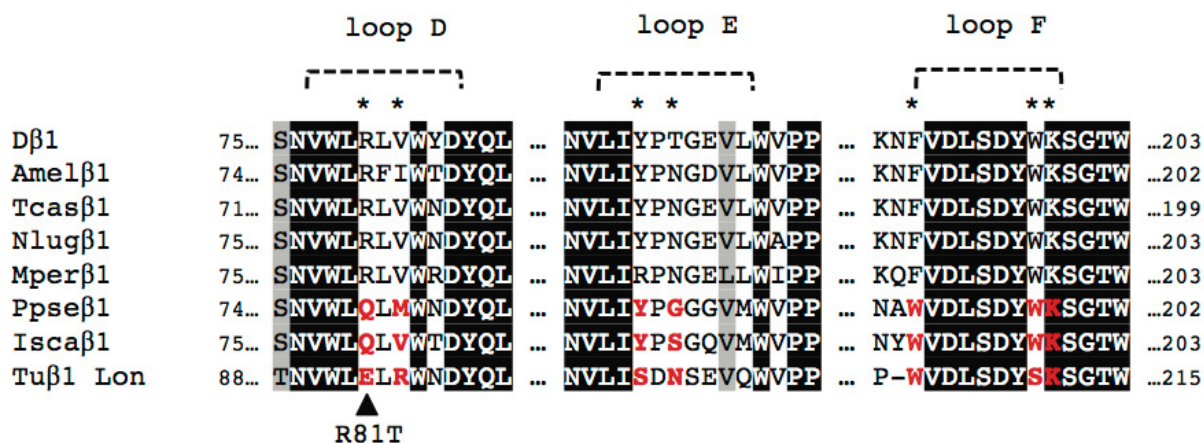 loop D loop E loop F
* * * * * **
Dβ1 75… SNVWLRLVWYDYQL … NVLIYPTGEVLWVPP … KNFVDLSDYWKSGTW …203
Amelβ1 74… SNVWLRFIWTDYQL … NVLIYPNGDVLWVPP … KNFVDLSDYWKSGTW …202
Tcasβ1 71… SNVWLRLVWNDYQL … NVLIYPNGEVLWVPP … KNFVDLSDYWKSGTW …199
Nlugβ1 75… SNVWLRLVWNDYQL … NVLIYPNGEVLWAPP … KNFVDLSDYWKSGTW …203
Mperβ1 75… SNVWLRLVWRDYQL … NVLIRPNGELLWIPP … KQFVDLSDYWKSGTW …203
Ppseβ1 74… SNVWLQLMWNDYQL … NVLIYPGGGVMWVPP … NAWVDLSDYWKSGTW …202
Iscaβ1 75… SNVWLQLVWTDYQL … NVLIYPSGQVMWVPP … NYWVDLSDYWKSGTW …203
Tuβ1 Lon 88… TNVWLELRWNDYQL … NVLISDNSEVQWVPP … P-WVDLSDYSKSGTW …215
R81T